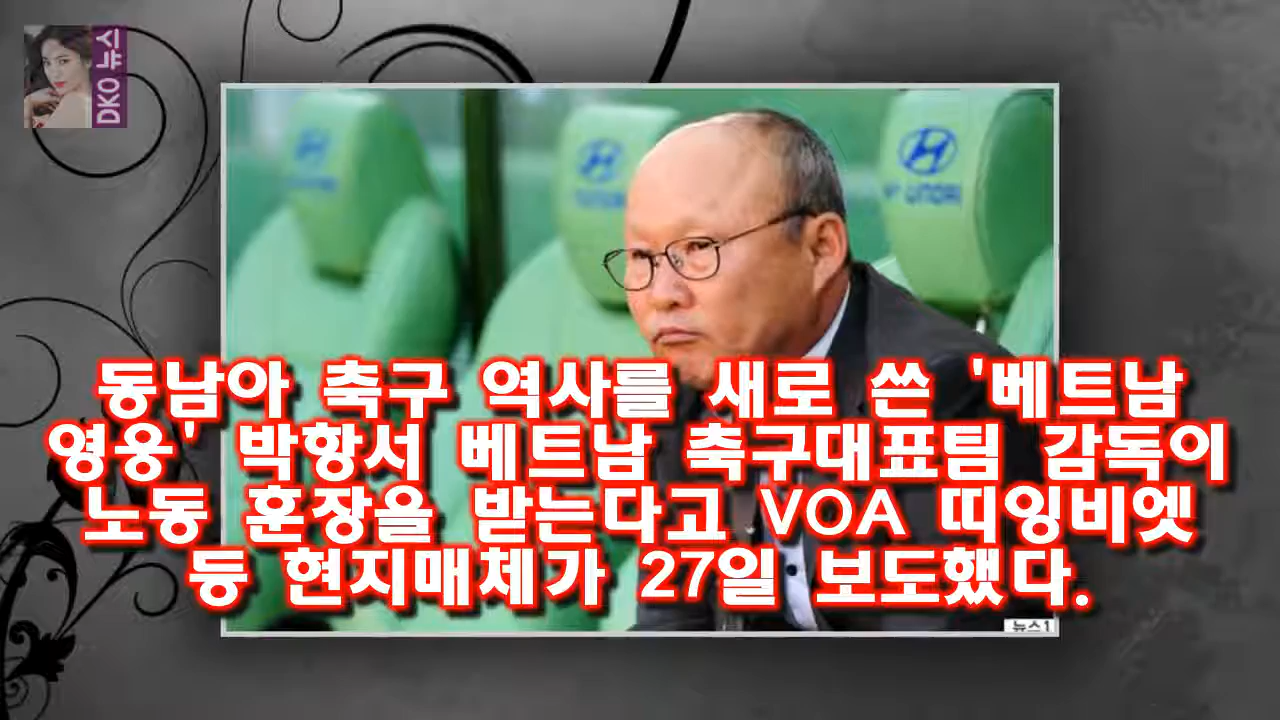 DKO 뉴스
HYUNDAI
동남아 축구 역사를 새로 쓴 '베트남
영웅' 박항서 베트남 축구대표팀 감독이
노동 훈장을 받는다고 VOA 띠엉비엣
등 현지매체가 27일 보도했다.
뉴스1